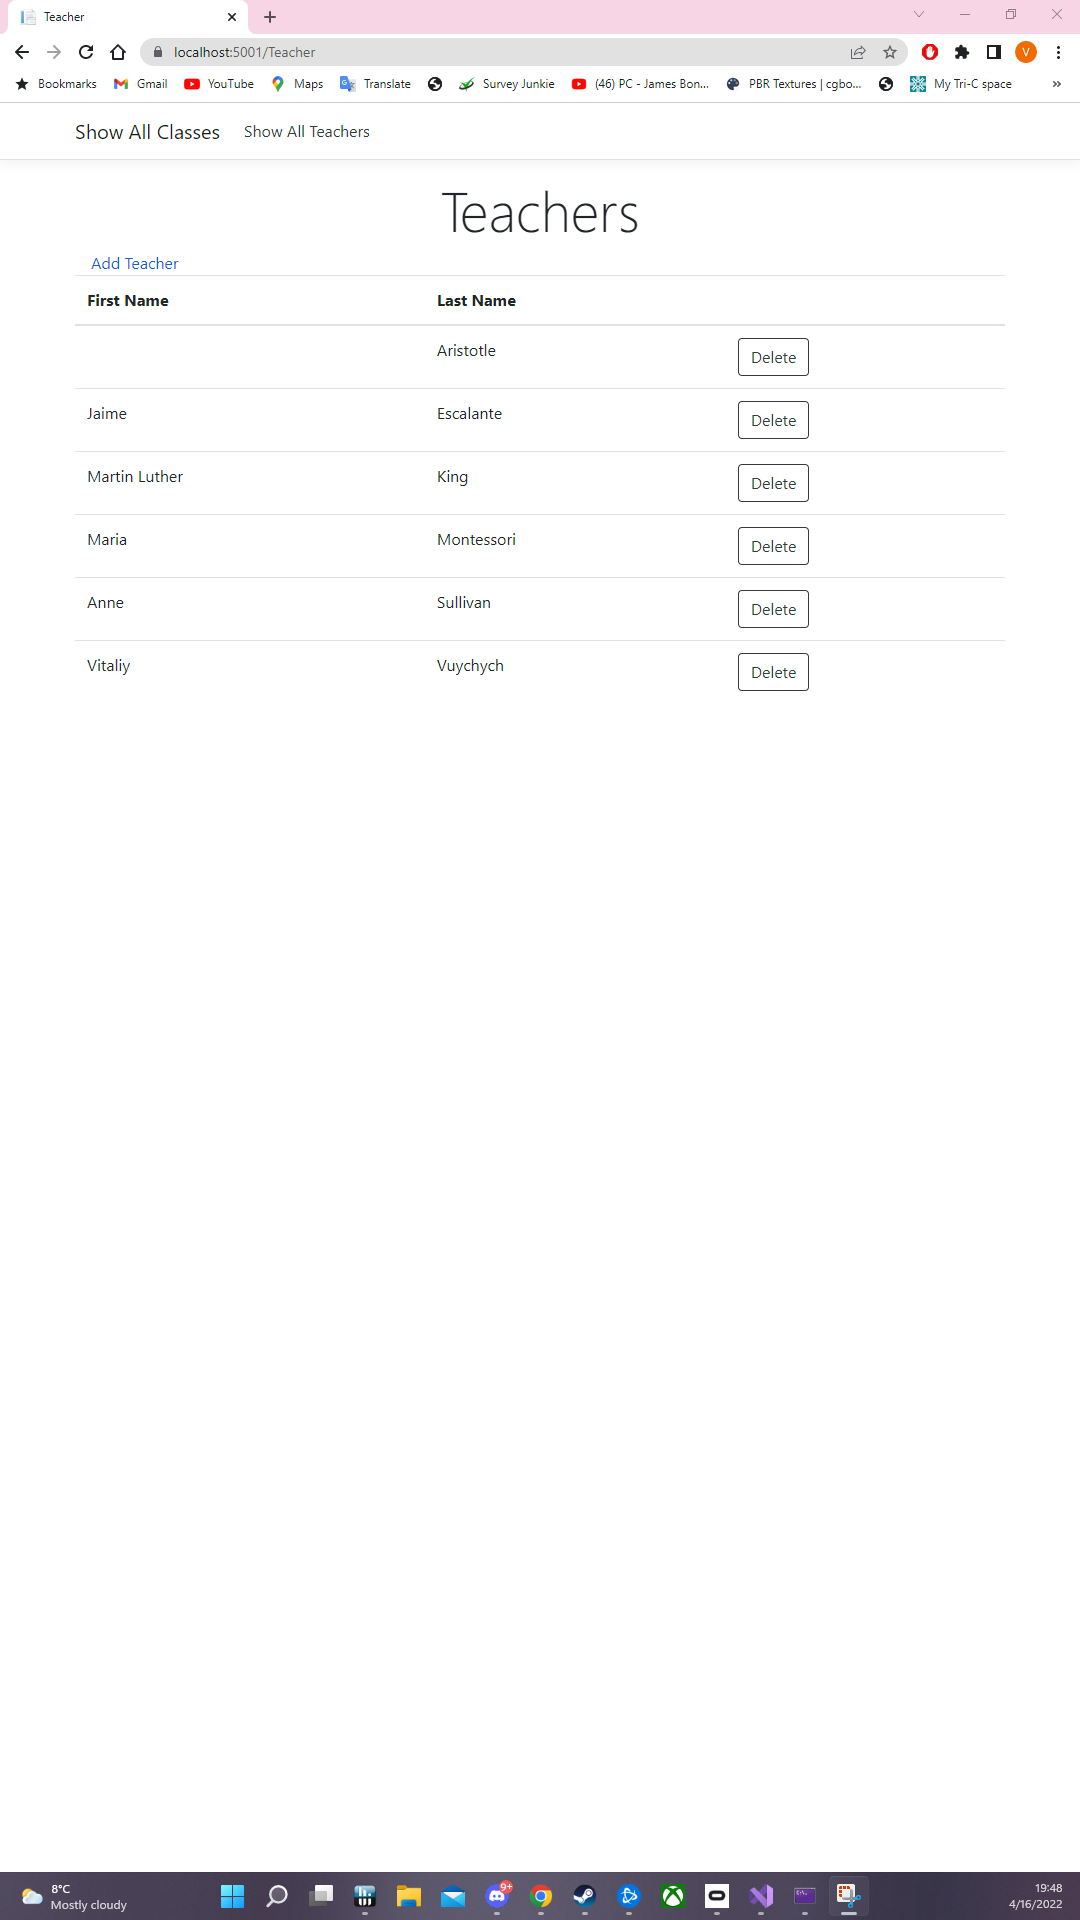 Teacher
localhost:5001/Teacher
V
Bookmarks Gmail YouTube Maps Translate Survey Junkie (46) PC - James Bon... PBR Textures | cgbo... My Tri-C space »
Show All Classes Show All Teachers
Teachers
Add Teacher
First Name Last Name
Aristotle Delete
Jaime Escalante Delete
Martin Luther King Delete
Maria Montessori Delete
Anne Sullivan Delete
Vitaliy Vuychych Delete
8°C
Mostly cloudy
9+
19:48
4/16/2022